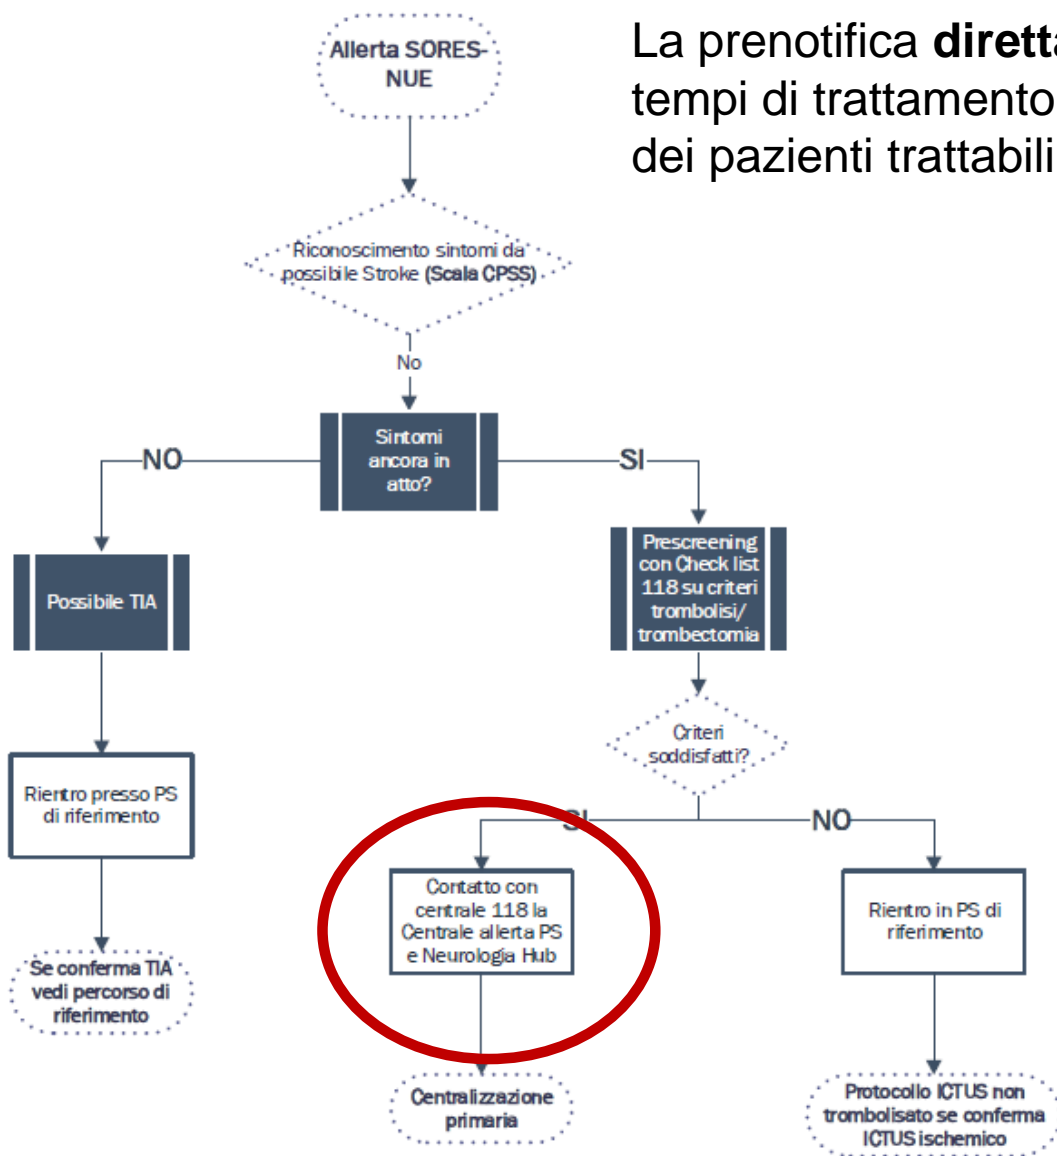 La prenotifica diretta
tempi di trattamento
dei pazienti trattabili
Allerta SORES-
NUE
Riconoscimento sintomi da
possibile Stroke (Scala CPSS)
No
Sintomi
ancora in
atto?
NO
SI
Possibile TIA
Prescreening
con Check list
118 su criteri
trombolisi/
trombectomia
Criteri
soddisfatti?
SI
NO
Rientro presso PS
di riferimento
Contatto con
centrale 118 la
Centrale allerta PS
e Neurologia Hub
Rientro in PS di
riferimento
Se conferma TIA
vedi percorso di
riferimento
Centralizzazione
primaria
Protocollo ICTUS non
trombolisato se conferma
ICTUS ischemico